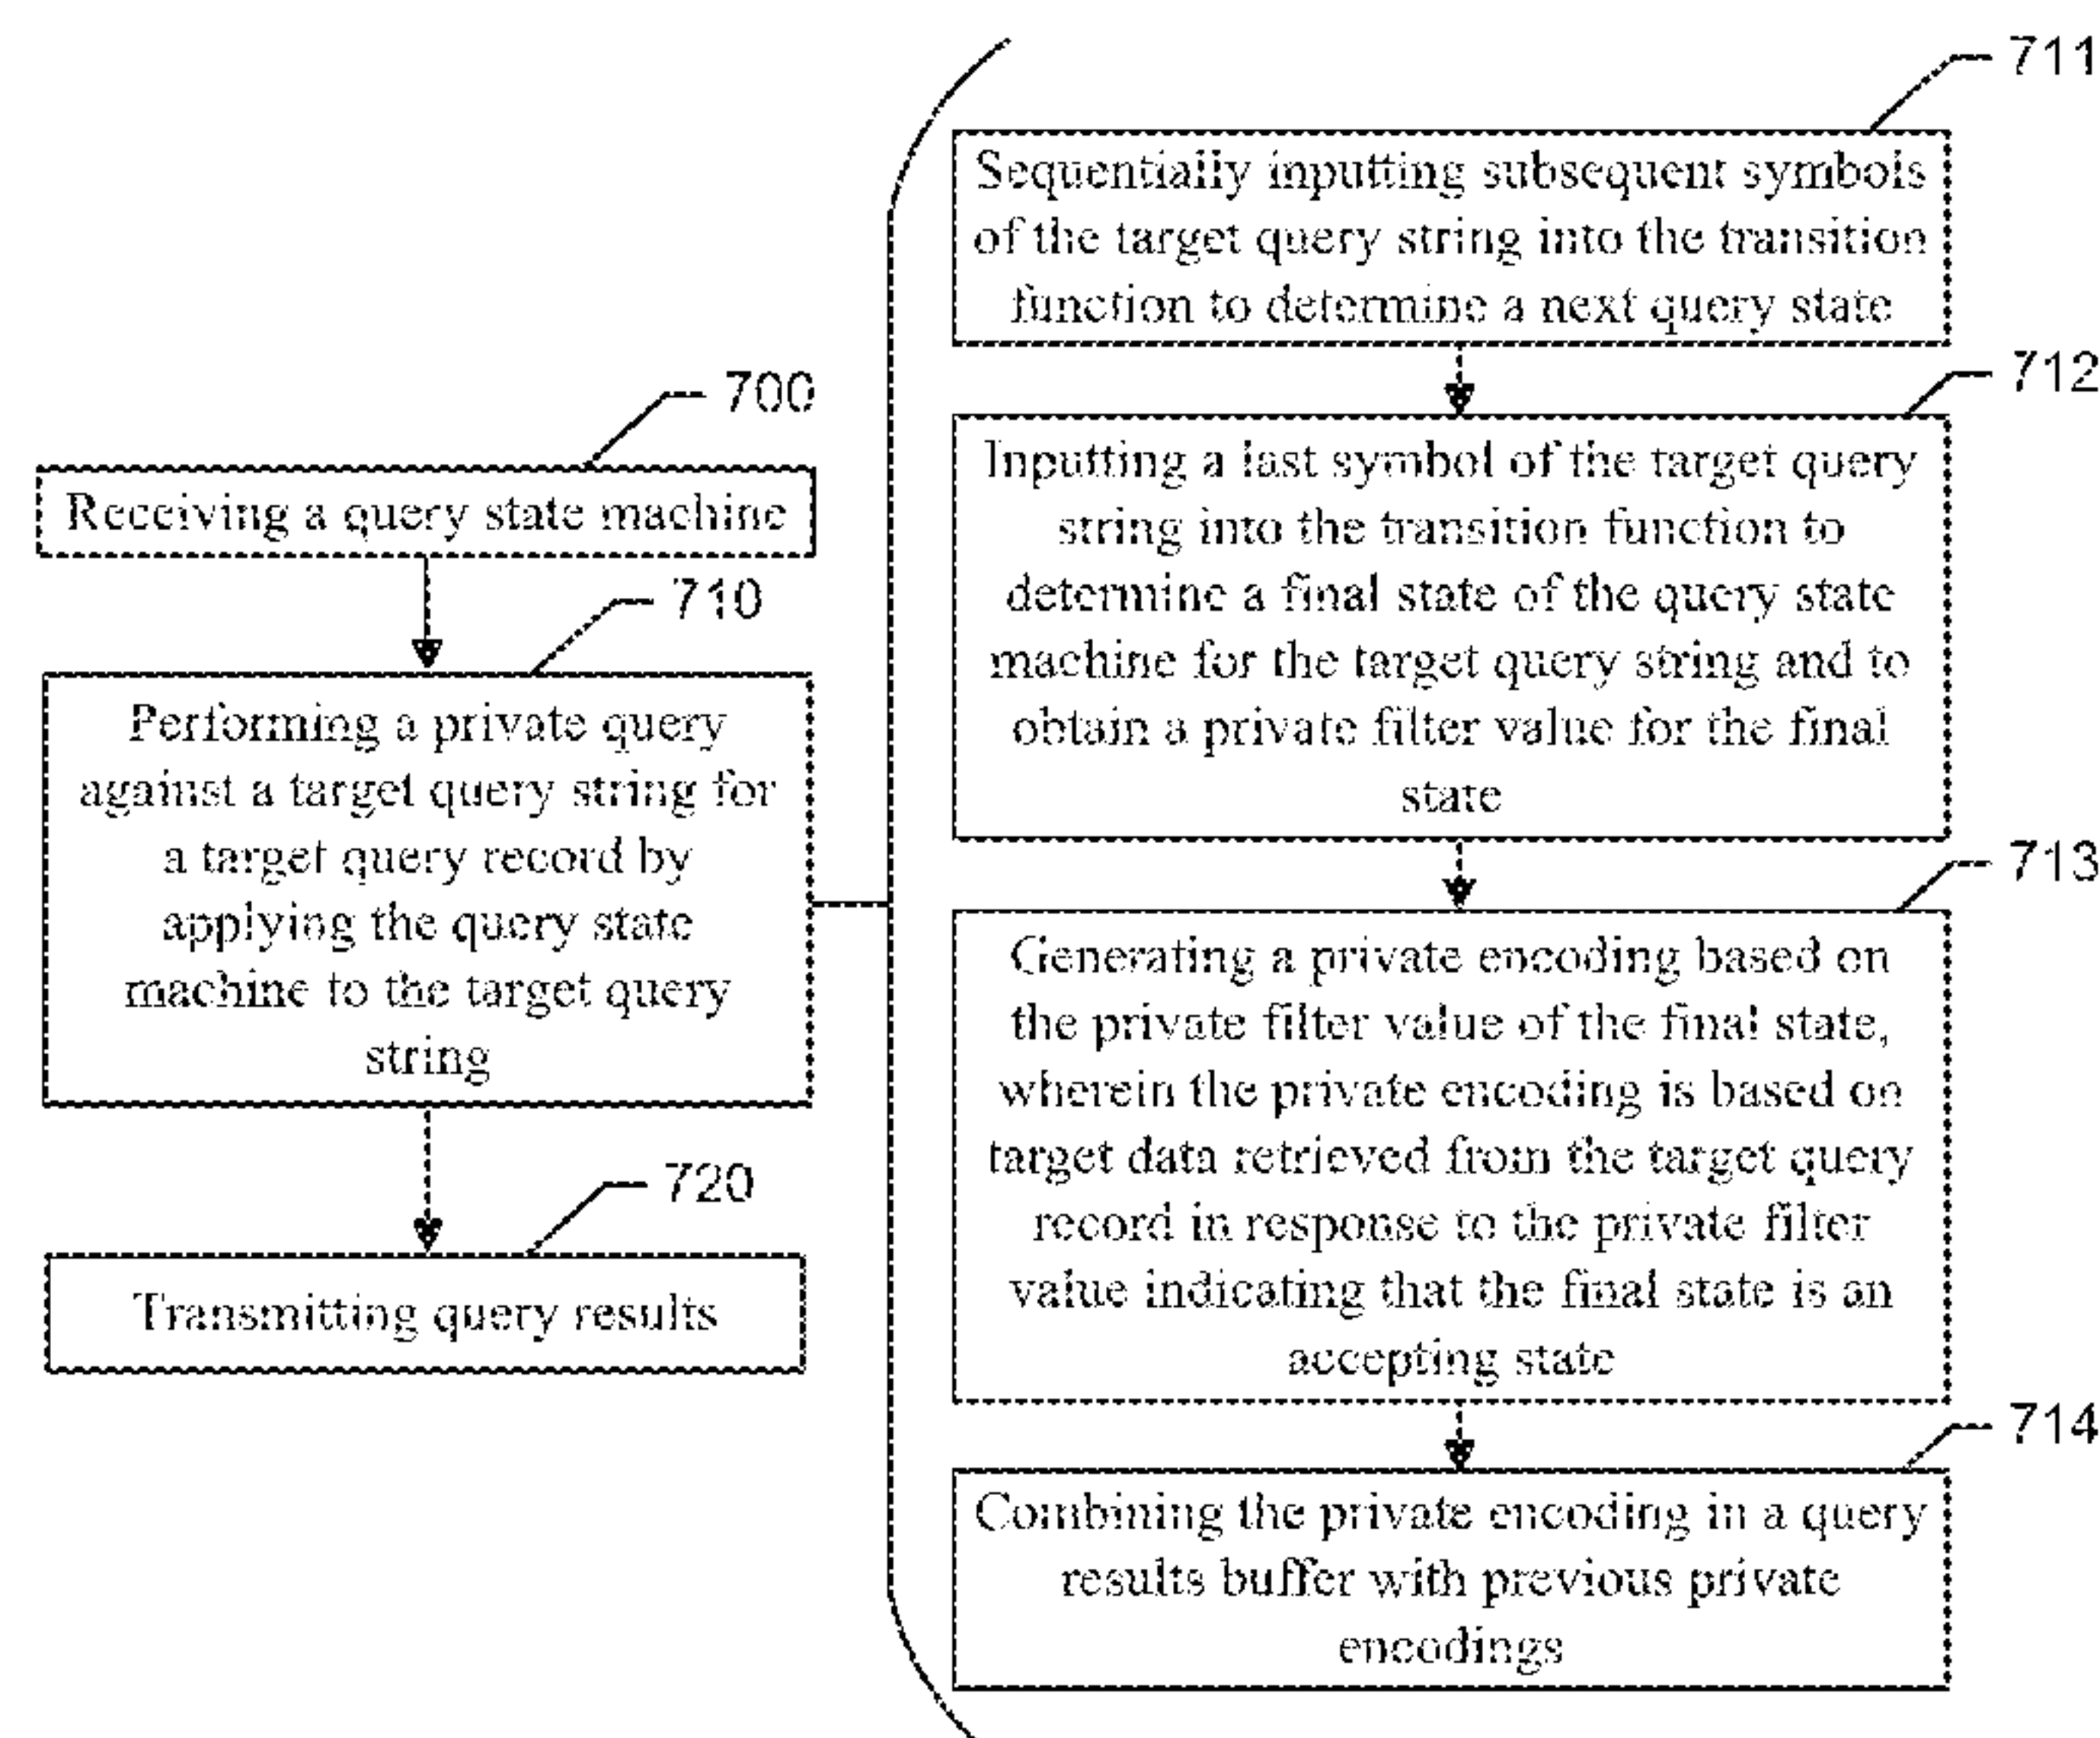 700
Receiving a query state machine
710
Performing a private query
against a target query string for
a target query record by
applying the query state
machine to the target query
string
720
Transmitting query results
711
Sequentially inputting subsequent symbols
of the target query string into the transition
function to determine a next query state
712
Inputting a last symbol of the target query
string into the transition function to
determine a final state of the query state
machine for the target query string and to
obtain a private filter value for the final
state
713
Generating a private encoding based on
the private filter value of the final state,
wherein the private encoding is based on
target data retrieved from the target query
record in response to the private filter
value indicating that the final state is an
accepting state
714
Combining the private encoding in a query
results buffer with previous private
encodings